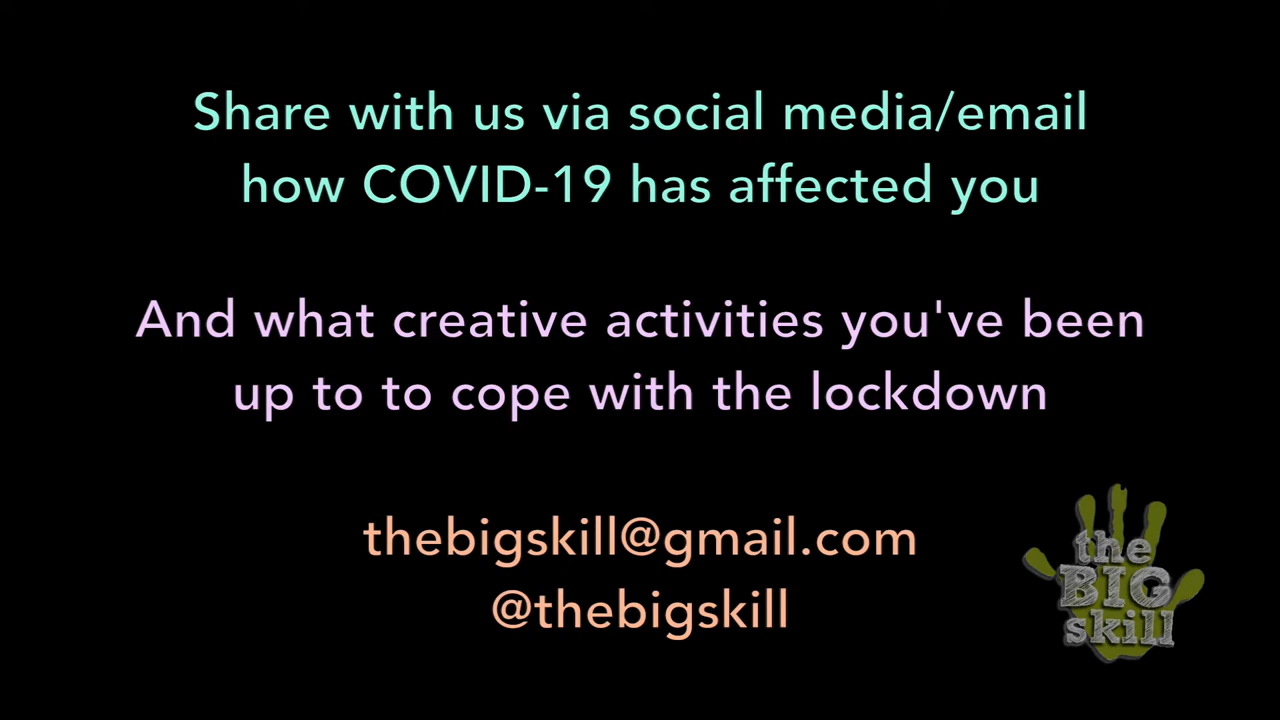 Share with us via social media/email
how COVID-19 has affected you
And what creative activities you've been
up to to cope with the lockdown
thebigskill@gmail.com
@thebigskill
the
BIG
skill